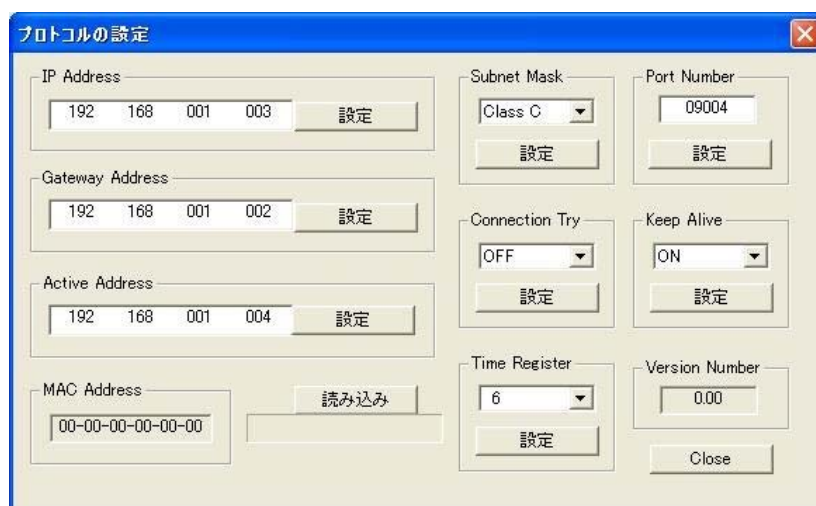 プロトコルの設定
IP Address
192 168 001 003
設定
Gateway Address
192 168 001 002
設定
Active Address
192 168 001 004
設定
MAC Address
00-00-00-00-00-00
読み込み
Subnet Mask
Class C
設定
Port Number
09004
設定
Connection Try
OFF
設定
Keep Alive
ON
設定
Time Register
6
設定
Version Number
0.00
Close